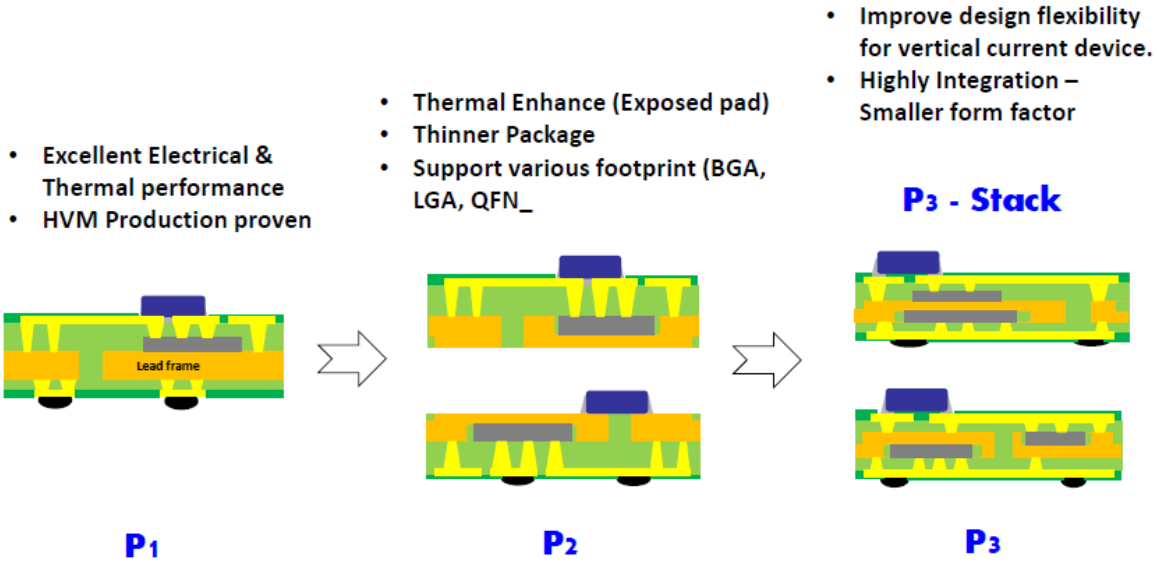 • Excellent Electrical &
Thermal performance
• HVM Production proven
Lead frame
P1
• Thermal Enhance (Exposed pad)
• Thinner Package
• Support various footprint (BGA,
LGA, QFN_
P2
• Improve design flexibility
for vertical current device.
• Highly Integration –
Smaller form factor
P3 - Stack
P3